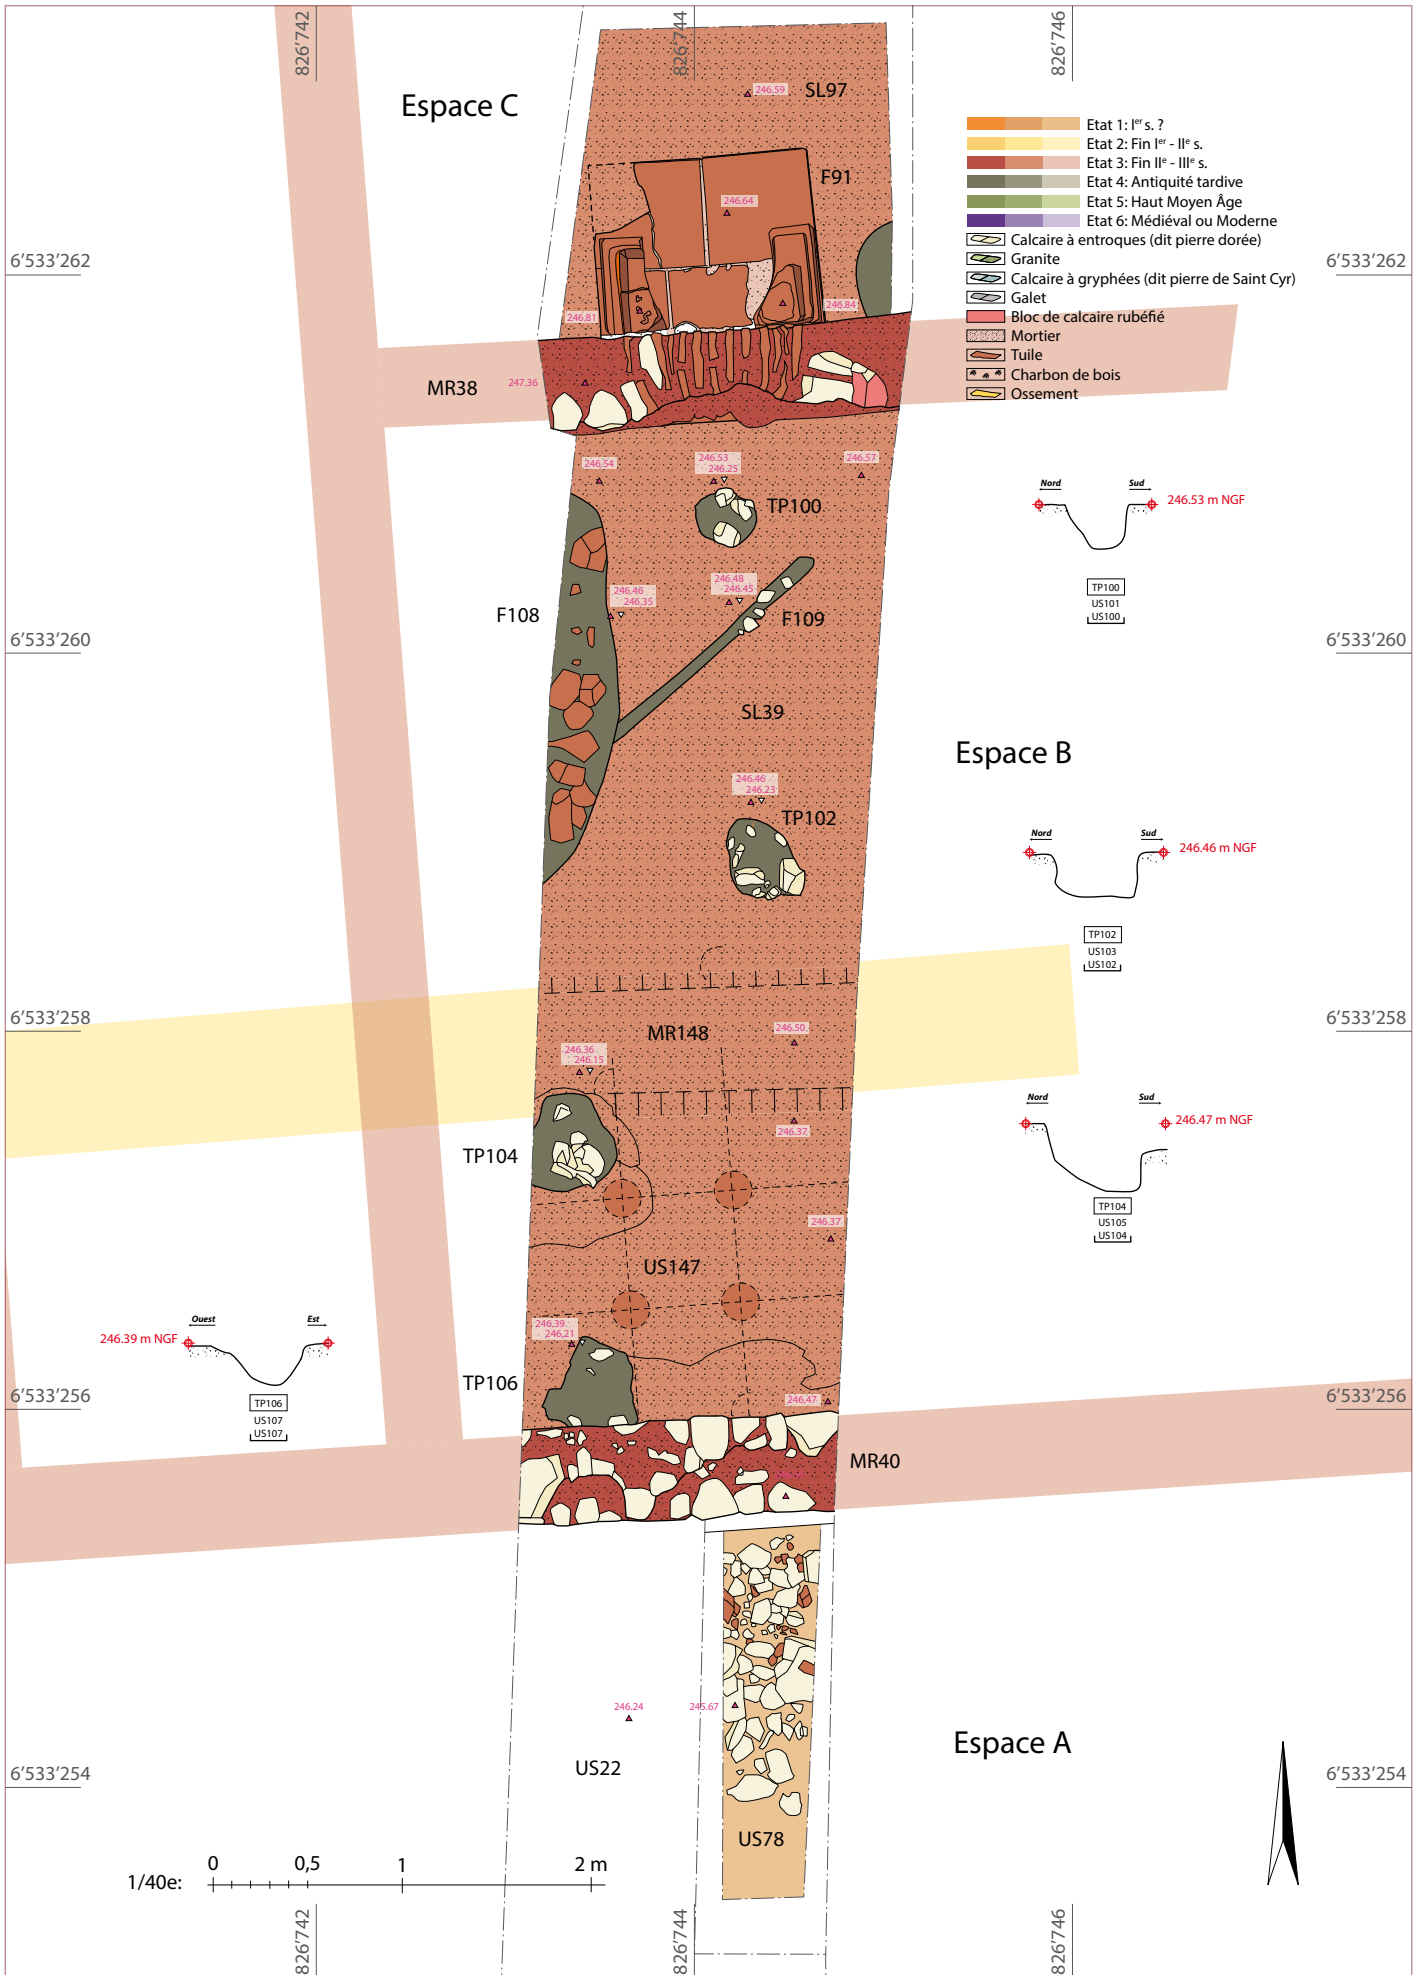 826’742
826’744
826’746
Espace C
246.59
SL97
Etat 1: Ier s. ?
Etat 2: Fin Ier - IIe s.
Etat 3: Fin IIe - IIIe s.
Etat 4: Antiquité tardive
Etat 5: Haut Moyen Âge
Etat 6: Médiéval ou Moderne
Calcaire à entroques (dit pierre dorée)
Granite
Calcaire à gryphées (dit pierre de Saint Cyr)
Galet
Bloc de calcaire rubéfié
Mortier
Tuile
Charbon de bois
Ossement
F91
246.64
6’533’262
6’533’262
246.81
246.84
MR38
247.36
246.54
246.53
246.25
246.57
TP100
Nord
Sud
246.53 m NGF
TP100
US101
US100
F108
246.46
246.35
246.48
246.45
F109
6’533’260
6’533’260
SL39
Espace B
246.46
246.23
TP102
Nord
Sud
246.46 m NGF
TP102
US103
US102
6’533’258
6’533’258
MR148
246.50
246.36
246.15
246.37
TP104
Nord
Sud
246.47 m NGF
TP104
US105
US104
246.37
US147
Ouest
Est
246.39 m NGF
TP106
US107
US107
246.39
246.21
TP106
246.47
6’533’256
6’533’256
MR40
246.24
245.67
US22
Espace A
6’533’254
6’533’254
US78
1/40e:
0
0,5
1
2 m
826’742
826’744
826’746